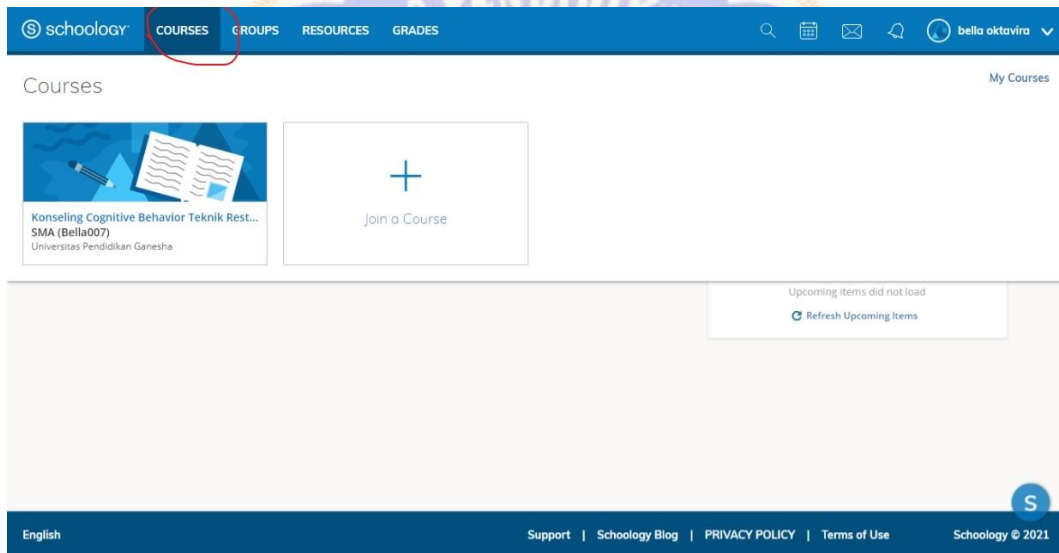 schoology COURSES GROUPS RESOURCES GRADES bella oktavira
Courses
My Courses
Konseling Cognitive Behavior Teknik Rest...
SMA (Bella007)
Universitas Pendidikan Ganesha
Join a Course
Upcoming items did not load
Refresh Upcoming Items
S
English Support | Schoology Blog | PRIVACY POLICY | Terms of Use Schoology © 2021